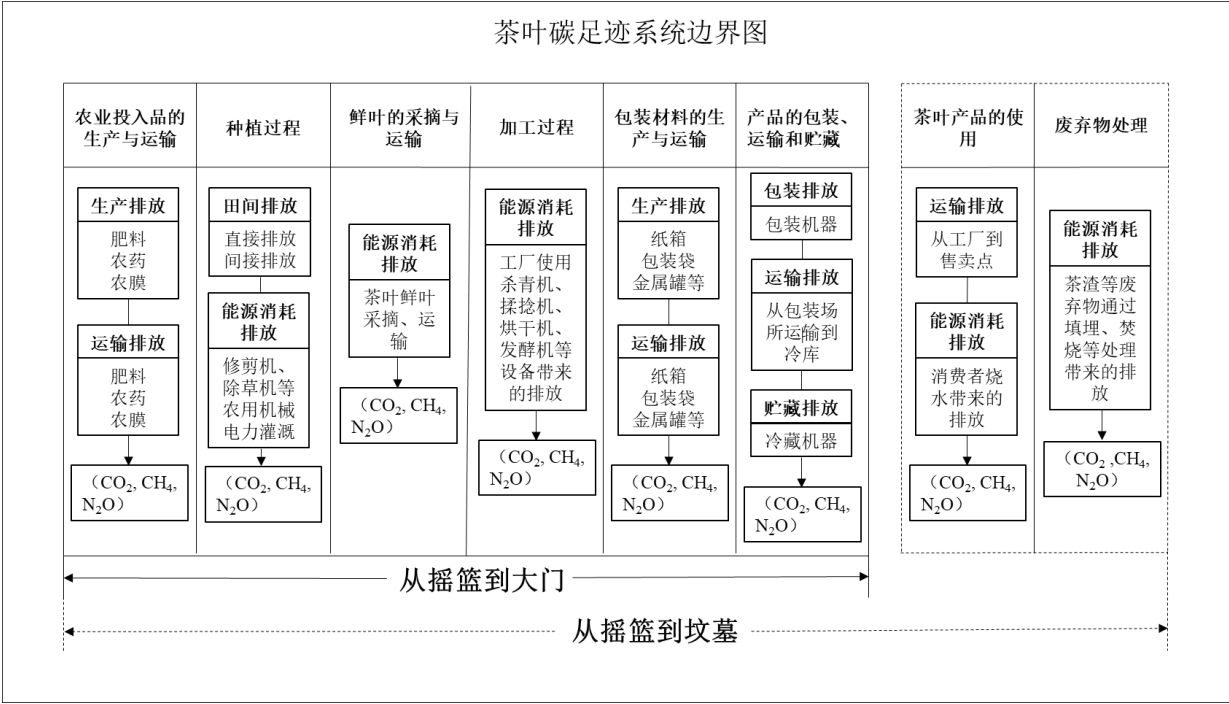 茶叶碳足迹系统边界图
农业投入品的
生产与运输
种植过程
鲜叶的采摘与
运输
加工过程
包装材料的生
产与运输
产品的包装、
运输和贮藏
茶叶产品的使
用
废弃物处理
生产排放
肥料
农药
农膜
运输排放
肥料
农药
农膜
（CO₂, CH₄,
N₂O）
田间排放
直接排放
间接排放
能源消耗
排放
修剪机、
除草机等
农用机械
电力灌溉
（CO₂, CH₄,
N₂O）
能源消耗
排放
茶叶鲜叶
采摘、运
输
（CO₂, CH₄,
N₂O）
能源消耗
排放
工厂使用
杀青机、
揉捻机、
烘干机、
发酵机等
设备带来
的排放
（CO₂, CH₄,
N₂O）
生产排放
纸箱
包装袋
金属罐等
运输排放
纸箱
包装袋
金属罐等
（CO₂, CH₄,
N₂O）
包装排放
包装机器
运输排放
从包装场
所运输到
冷库
贮藏排放
冷藏机器
（CO₂, CH₄,
N₂O）
运输排放
从工厂到
售卖点
能源消耗
排放
消费者烧
水带来的
排放
（CO₂, CH₄,
N₂O）
能源消耗
排放
茶渣等废
弃物通过
填埋、焚
烧等处理
带来的排
放
（CO₂ ,CH₄,
N₂O）
从摇篮到大门
从摇篮到坟墓